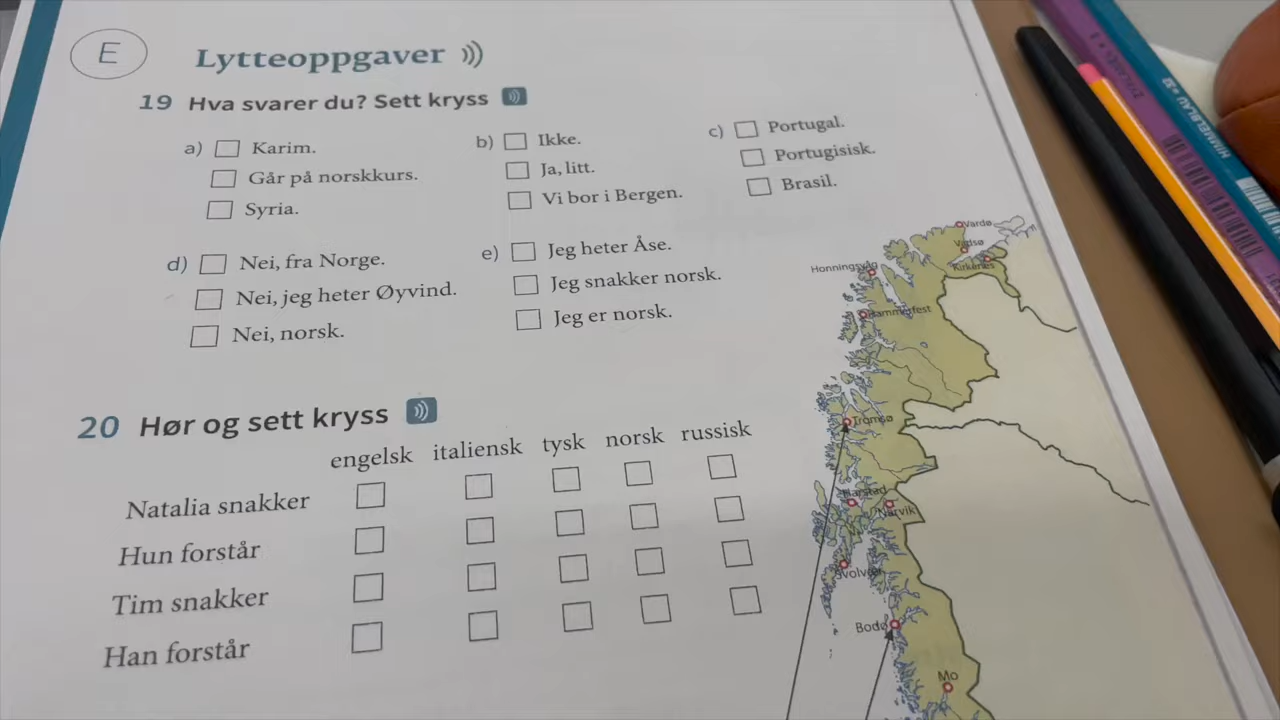 E
Lytteoppgaver
19 Hva svarer du? Sett kryss
a) Karim.
Går på norskkurs.
Syria.
b) Ikke.
Ja, litt.
Vi bor i Bergen.
c) Portugal.
Portugisisk.
Brasil.
d) Nei, fra Norge.
Nei, jeg heter Øyvind.
Nei, norsk.
e) Jeg heter Åse.
Jeg snakker norsk.
Jeg er norsk.
20 Hør og sett kryss
engelsk italiensk tysk norsk russisk
Natalia snakker
Hun forstår
Tim snakker
Han forstår
Vardø
Vadsø
Kirkenes
Honningsvåg
Hammerfest
Tromsø
Harstad
Narvik
Svolvær
Bodø
Mo
HIMMELBLAU